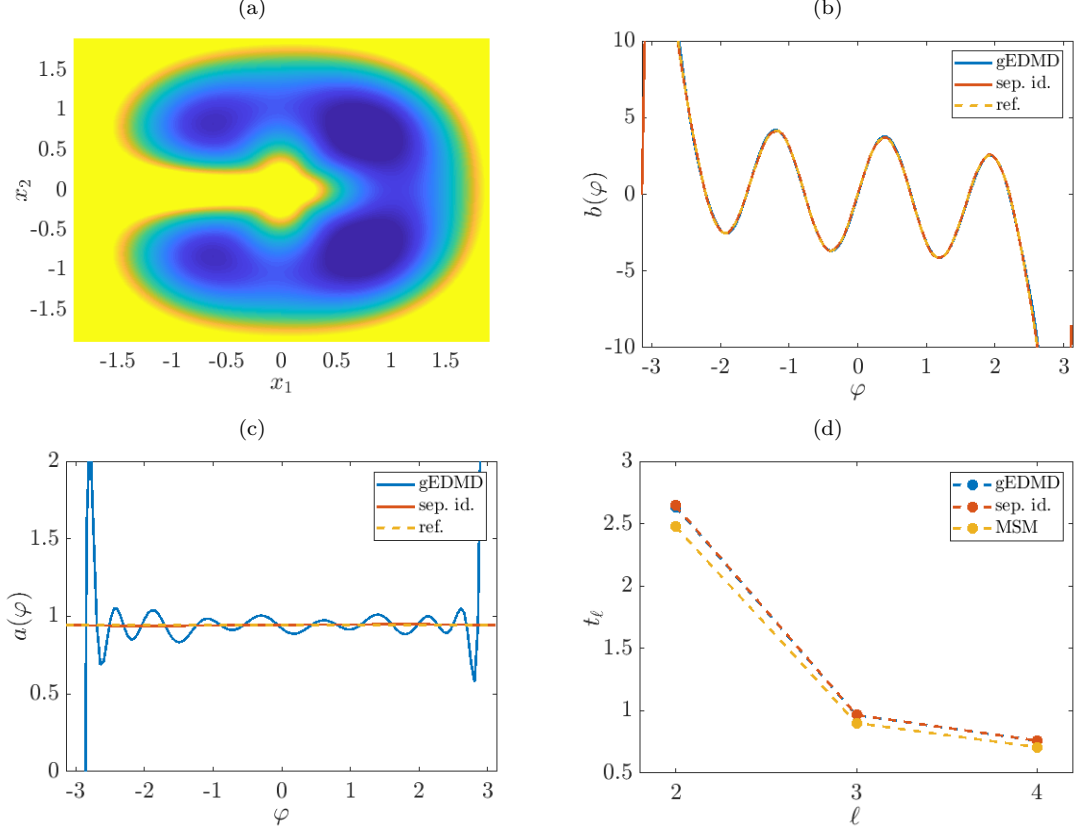 (a)
1.5
1
0.5
0
-0.5
-1
-1.5
x₂
-1.5 -1 -0.5 0 0.5 1 1.5
x₁
(b)
10
5
0
-5
-10
b(φ)
gEDMD
sep. id.
ref.
-3 -2 -1 0 1 2 3
φ
(c)
2
1.5
1
0.5
0
a(φ)
gEDMD
sep. id.
ref.
-3 -2 -1 0 1 2 3
φ
(d)
3
2.5
2
1.5
1
0.5
t_ℓ
gEDMD
sep. id.
MSM
2 3 4
ℓ